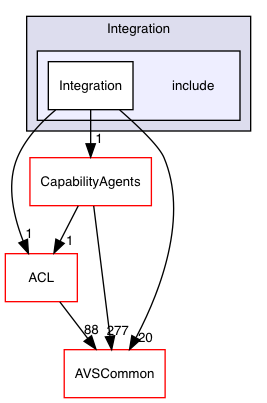 Integration
Integration
include
1
CapabilityAgents
1
1
ACL
88
277
20
AVSCommon